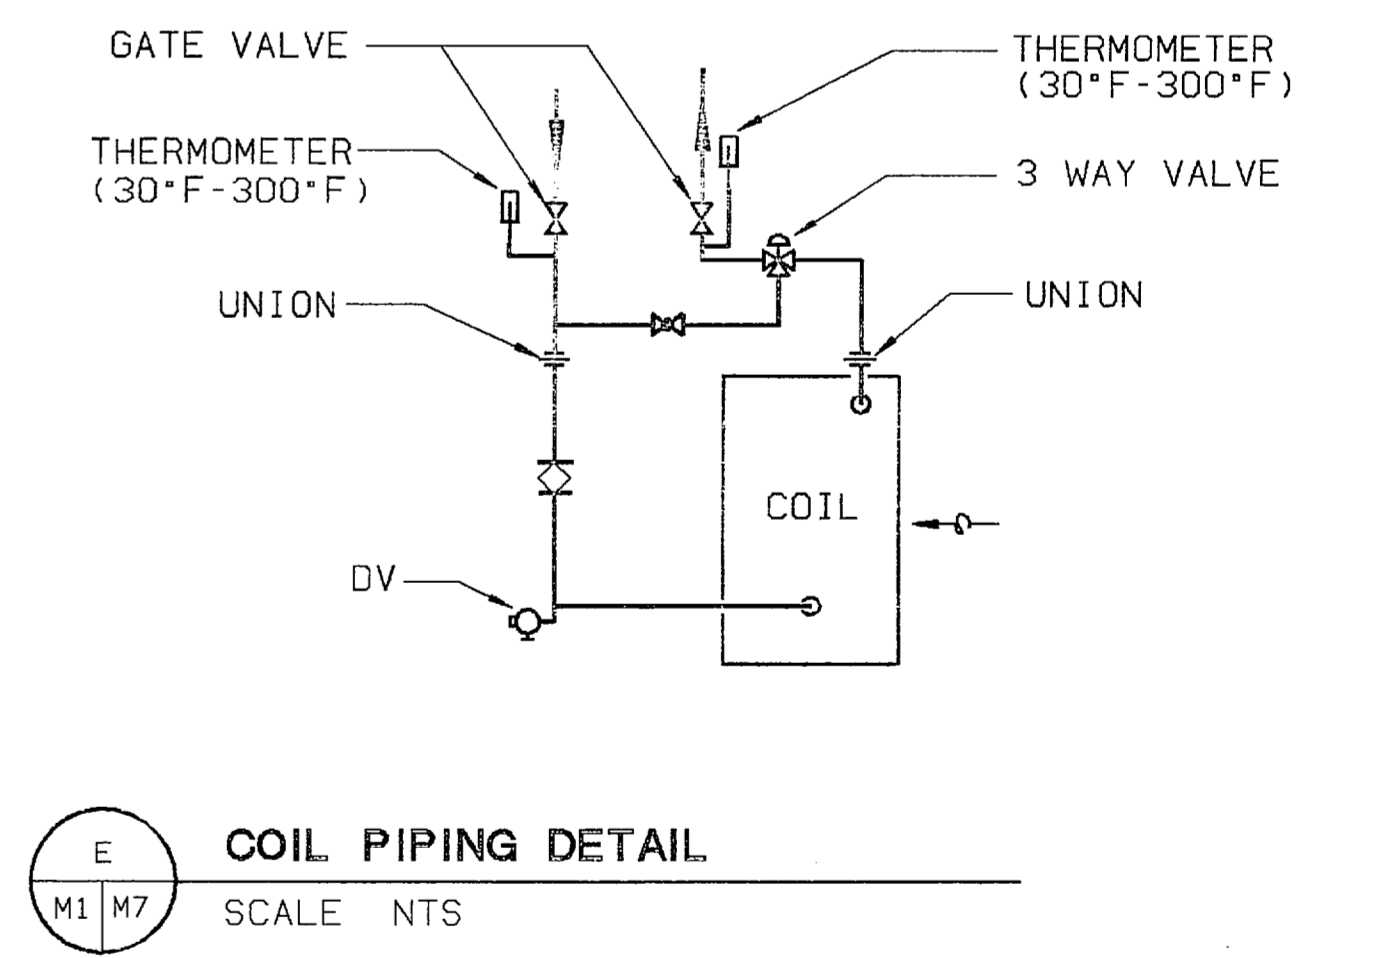 GATE VALVE
THERMOMETER
(30°F-300°F)
THERMOMETER
(30°F-300°F)
3 WAY VALVE
UNION
UNION
COIL
DV
E
M1 M7
COIL PIPING DETAIL
SCALE NTS